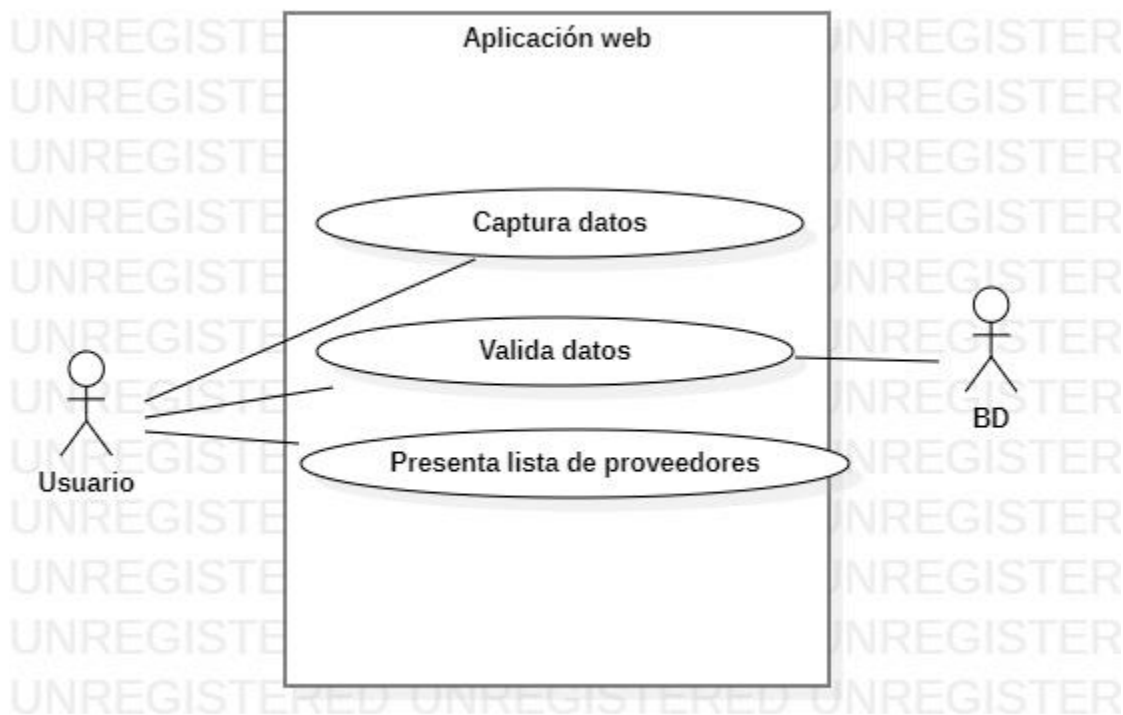 Aplicación web
Captura datos
Valida datos
Presenta lista de proveedores
Usuario
BD
UNREGISTERED UNREGISTERED UNREGISTER